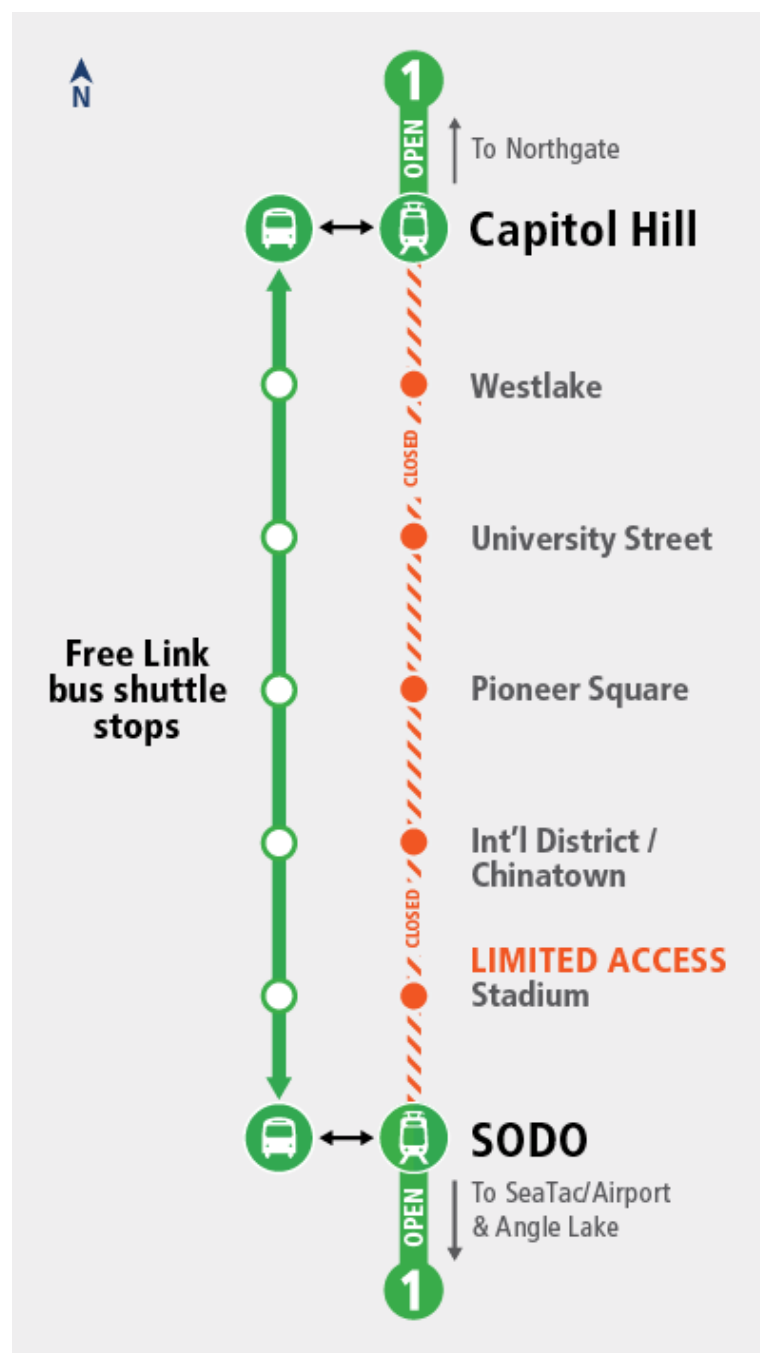 1
N
OPEN
To Northgate
Capitol Hill
Westlake
CLOSED
University Street
Free Link
bus shuttle
stops
Pioneer Square
Int'l District /
Chinatown
CLOSED
LIMITED ACCESS
Stadium
SODO
To SeaTac/Airport
& Angle Lake
OPEN
1